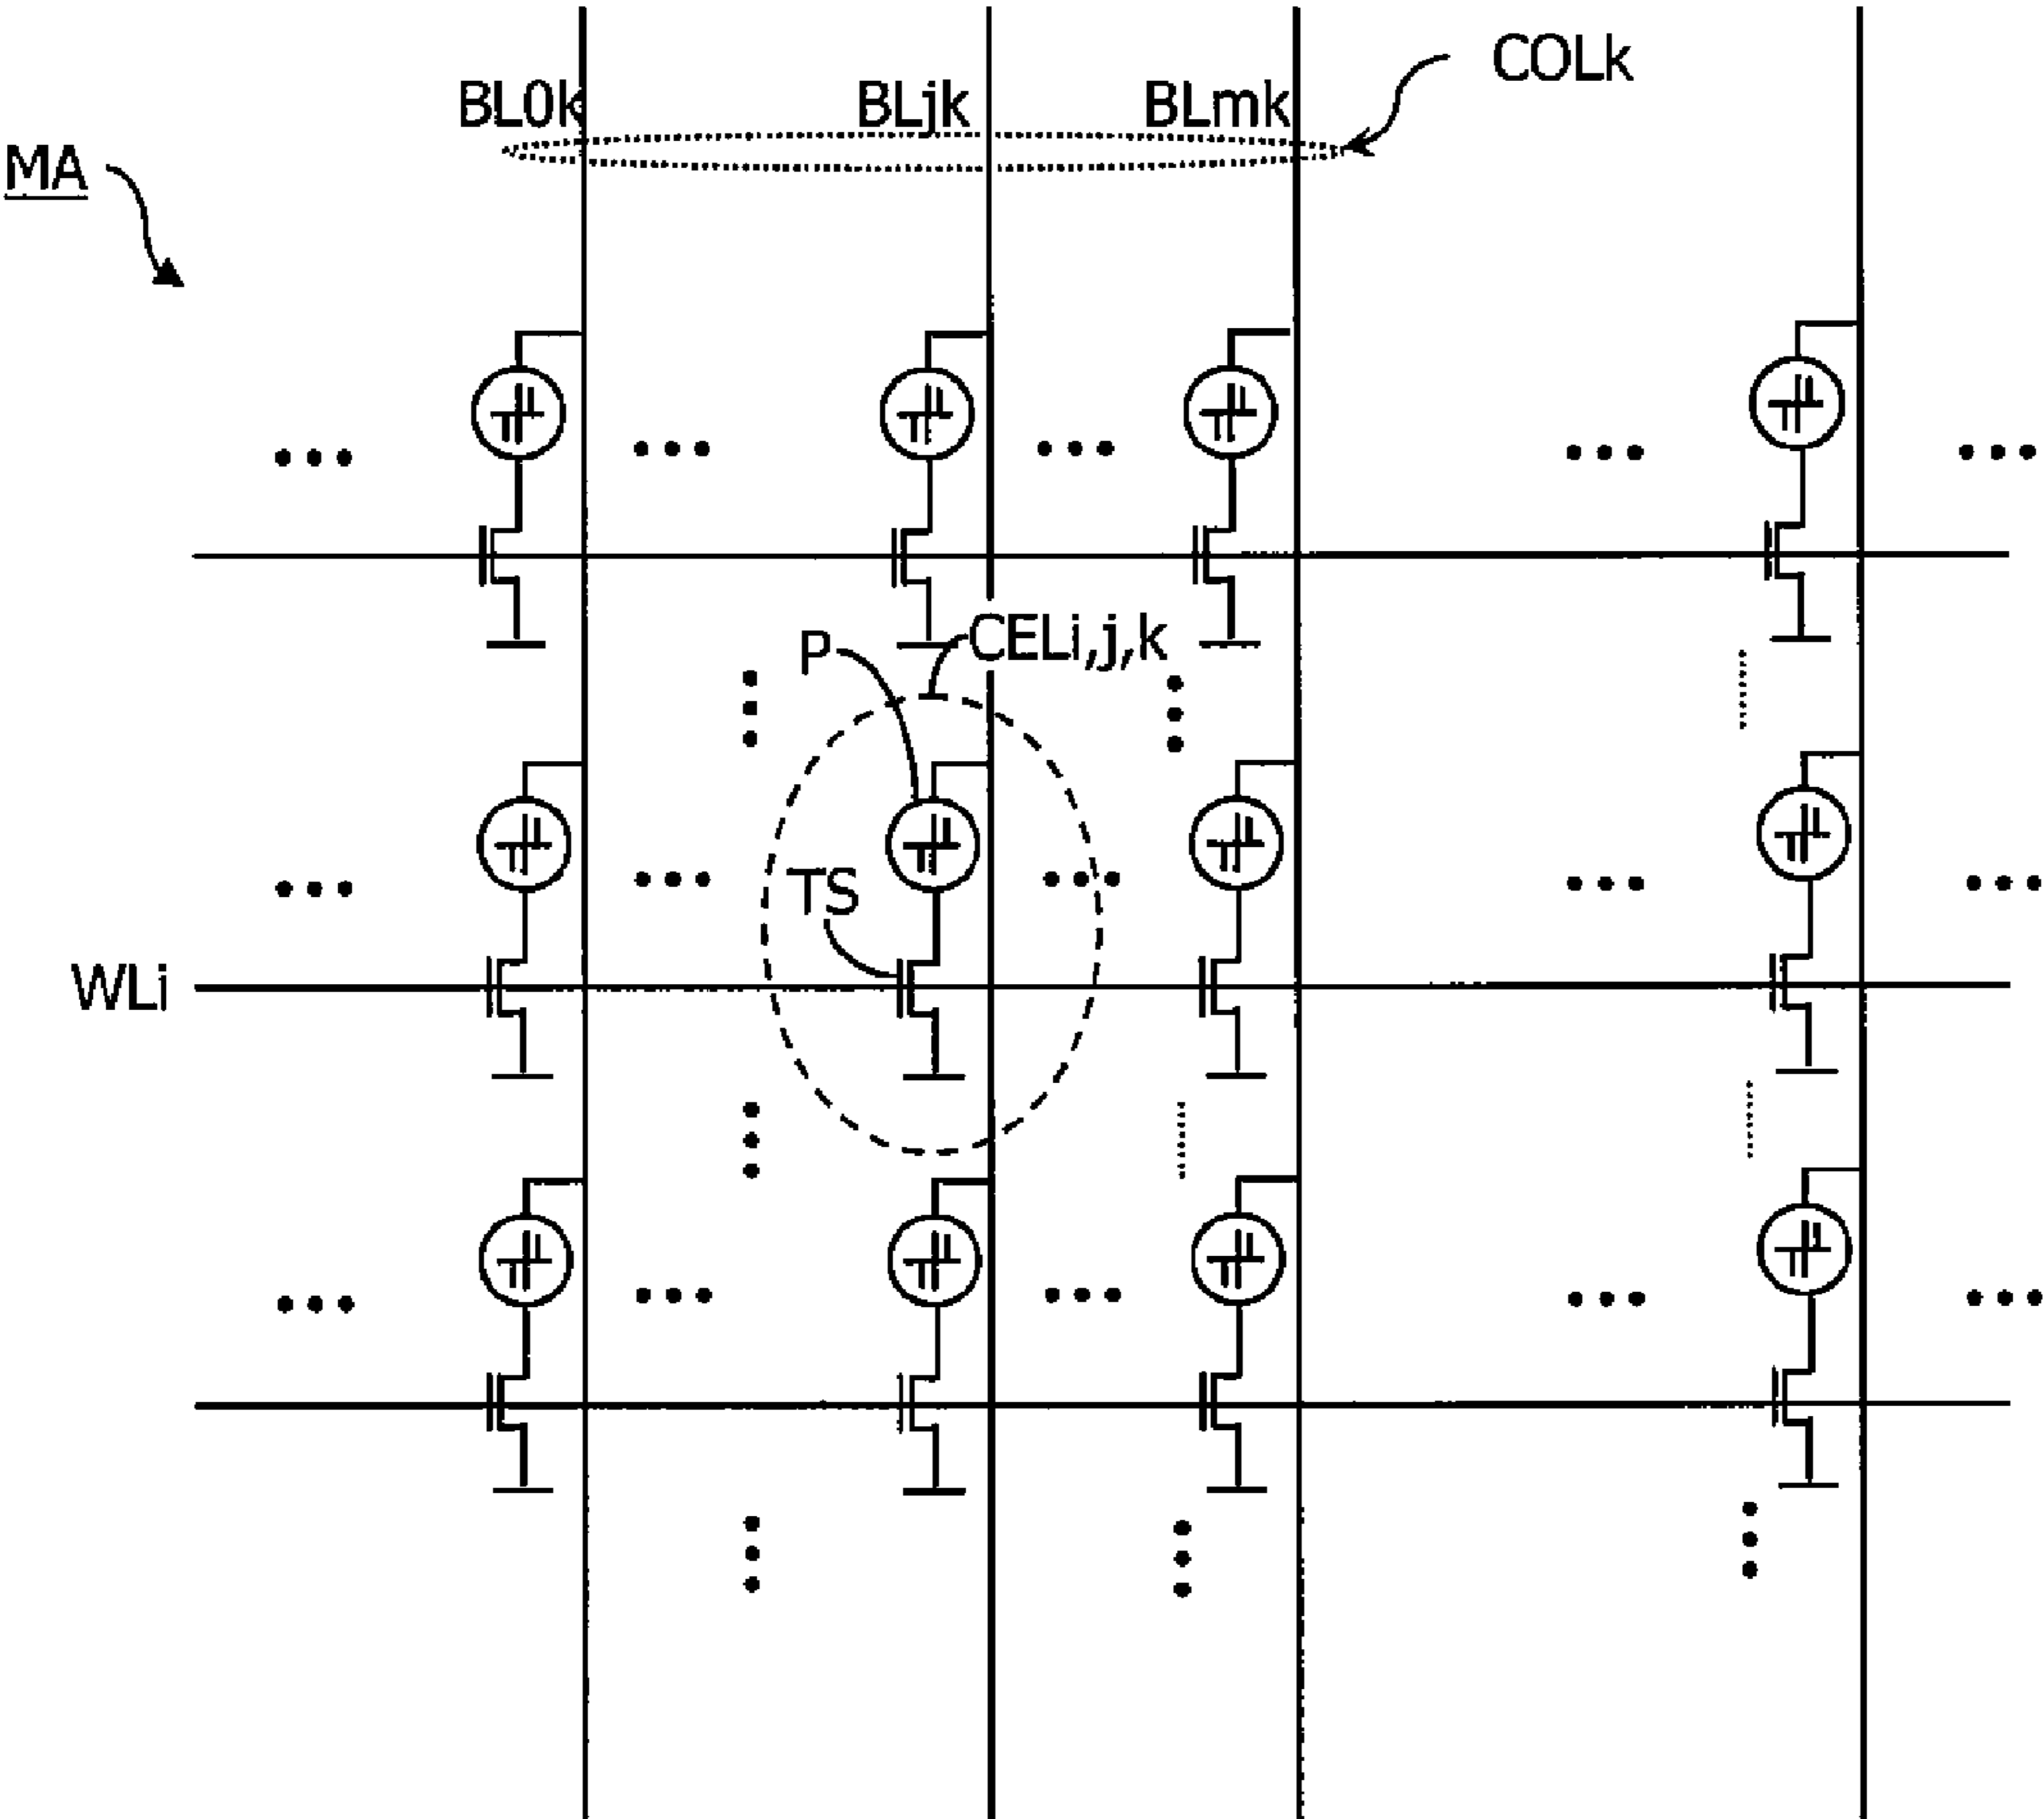 COLk
BL0k BLjk BLmk
MA
CELi,j,k
P
TS
WLi